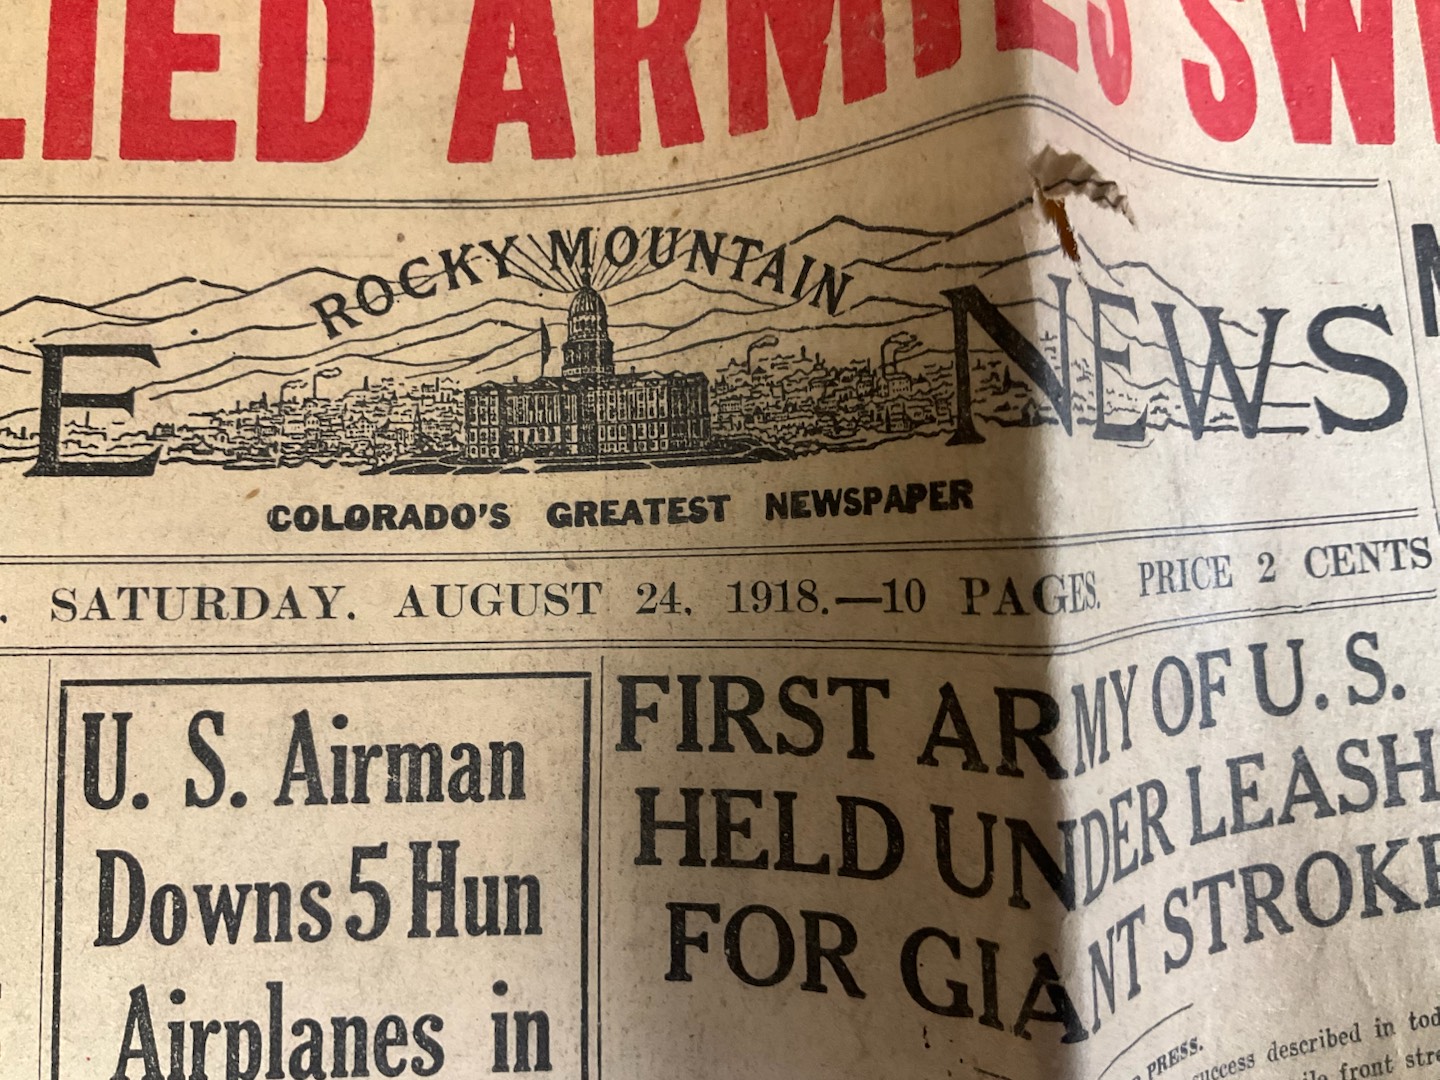 LIED ARMIES SW
ROCKY MOUNTAIN
E NEWS
COLORADO'S GREATEST NEWSPAPER
SATURDAY. AUGUST 24, 1918.—10 PAGES. PRICE 2 CENTS
U. S. Airman
Downs 5 Hun
Airplanes in
FIRST ARMY OF U. S.
HELD UNDER LEASH
FOR GIANT STROKE
PRESS.
success described in tod
front stre